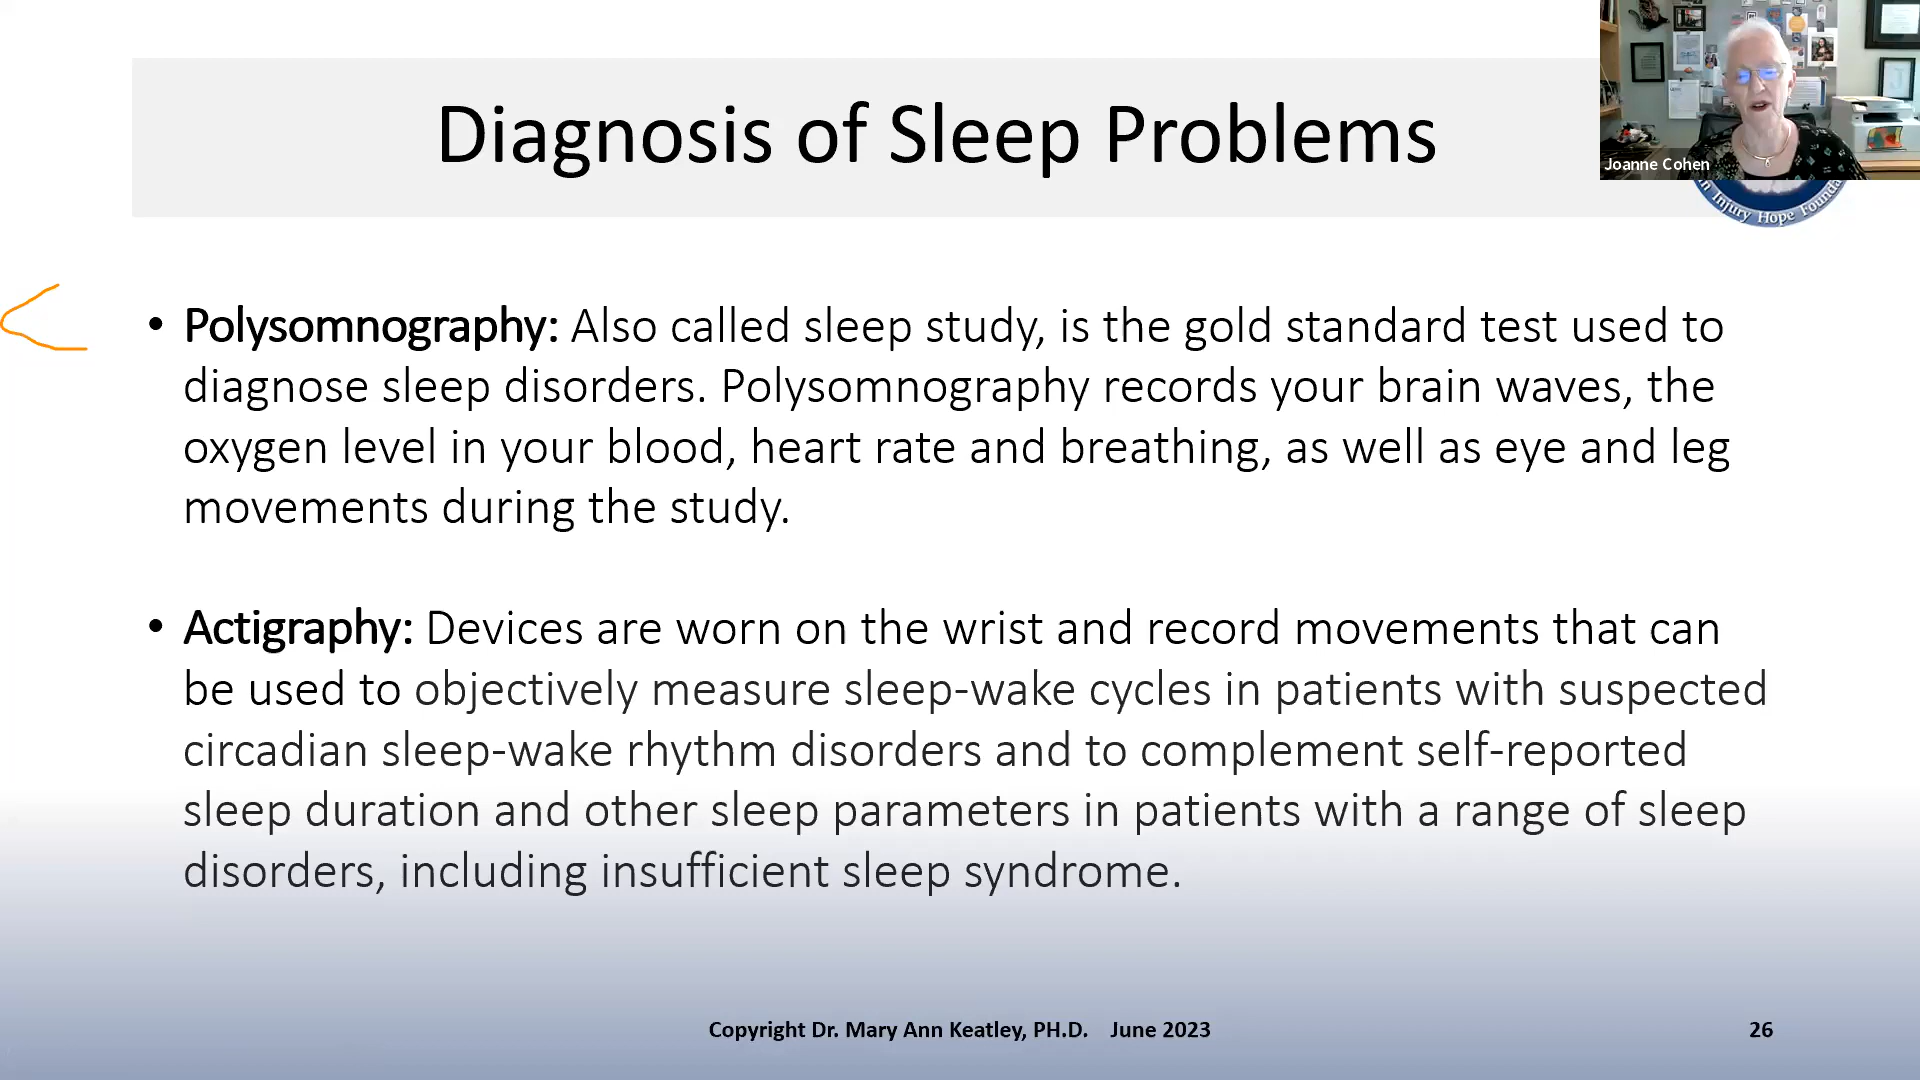 Diagnosis of Sleep Problems
Joanne Cohen
Injury Hope
• Polysomnography: Also called sleep study, is the gold standard test used to
diagnose sleep disorders. Polysomnography records your brain waves, the
oxygen level in your blood, heart rate and breathing, as well as eye and leg
movements during the study.
• Actigraphy: Devices are worn on the wrist and record movements that can
be used to objectively measure sleep-wake cycles in patients with suspected
circadian sleep-wake rhythm disorders and to complement self-reported
sleep duration and other sleep parameters in patients with a range of sleep
disorders, including insufficient sleep syndrome.
Copyright Dr. Mary Ann Keatley, PH.D. June 2023
26